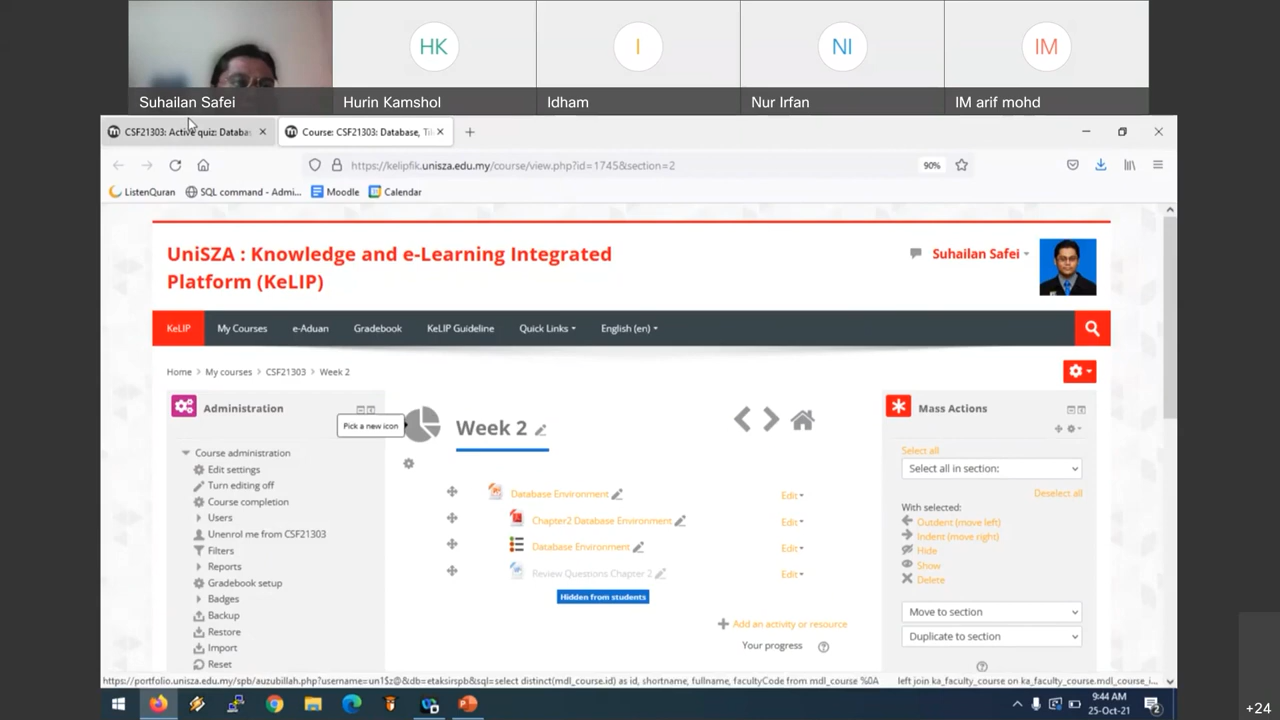 HK
I
NI
IM
Suhailan Safei
Hurin Kamshol
Idham
Nur Irfan
IM arif mohd
CSF21303: Active quiz: Databa
Course: CSF21303: Database, Tit
https://kelipfik.unisza.edu.my/course/view.php?id=1745&section=2
90%
ListenQuran
SQL command - Admi...
Moodle
Calendar
UniSZA : Knowledge and e-Learning Integrated
Platform (KeLIP)
Suhailan Safei
KeLIP
My Courses
e-Aduan
Gradebook
KeLIP Guideline
Quick Links
English (en)
Home
My courses
CSF21303
Week 2
Administration
Pick a new icon
Course administration
Edit settings
Turn editing off
Course completion
Users
Unenrol me from CSF21303
Filters
Reports
Gradebook setup
Badges
Backup
Restore
Import
Reset
Week 2
Database Environment
Edit
Chapter2 Database Environment
Edit
Database Environment
Edit
Review Questions Chapter 2
Edit
Hidden from students
Add an activity or resource
Your progress
Mass Actions
Select all
Select all in section:
Deselect all
With selected:
Outdent (move left)
Indent (move right)
Hide
Show
Delete
Move to section
Duplicate to section
https://portfolio.unisza.edu.my/spb/auzubillah.php?username=un1$z@&db=etaksirspb&sql=select distinct(mdl_course.id) as id, shortname, fullname, facultyCode from mdl_course %0A left join ka_faculty_course on ka_faculty_course.mdl_course_i...
9:44 AM
25-Oct-21
2
+24